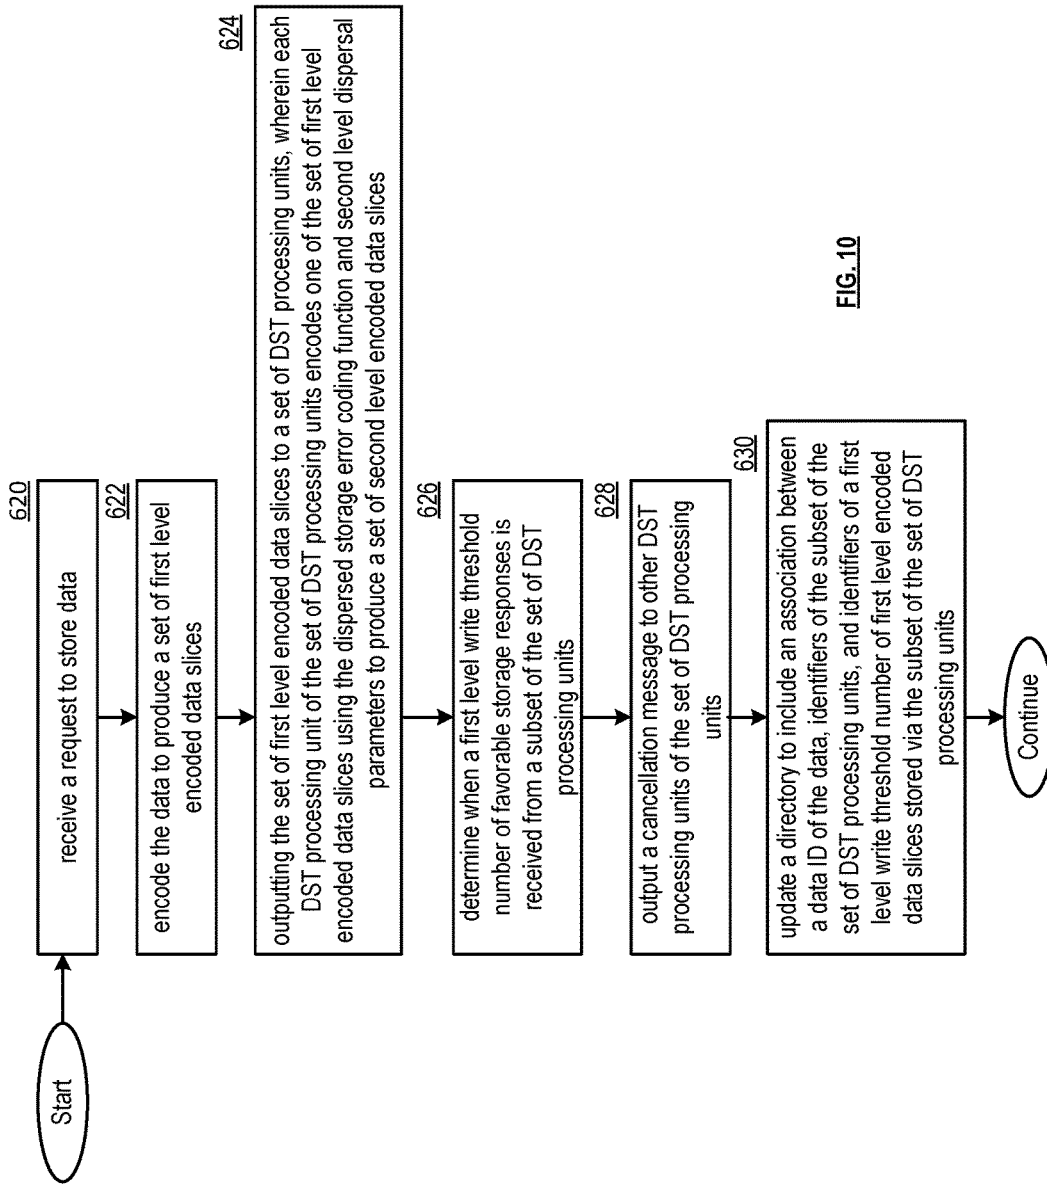 Start
620
receive a request to store data
622
encode the data to produce a set of first level
encoded data slices
624
outputting the set of first level encoded data slices to a set of DST processing units, wherein each
DST processing unit of the set of DST processing units encodes one of the set of first level
encoded data slices using the dispersed storage error coding function and second level dispersal
parameters to produce a set of second level encoded data slices
626
determine when a first level write threshold
number of favorable storage responses is
received from a subset of the set of DST
processing units
628
output a cancellation message to other DST
processing units of the set of DST processing
units
630
update a directory to include an association between
a data ID of the data, identifiers of the subset of the
set of DST processing units, and identifiers of a first
level write threshold number of first level encoded
data slices stored via the subset of the set of DST
processing units
Continue
FIG. 10